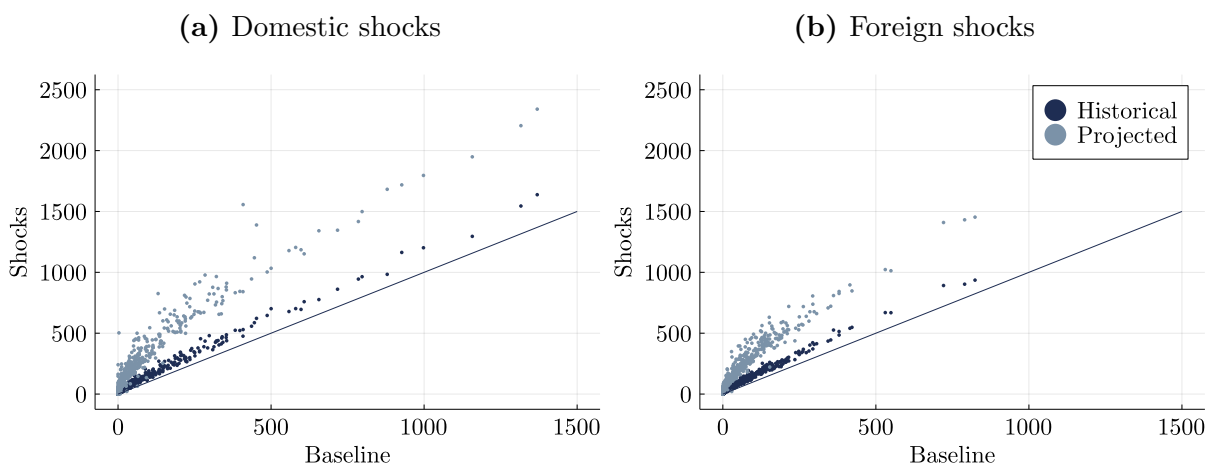 (a) Domestic shocks
2500
2000
1500
1000
500
0
Shocks
0 500 1000 1500
Baseline
(b) Foreign shocks
2500
2000
1500
1000
500
0
Shocks
0 500 1000 1500
Baseline
Historical
Projected